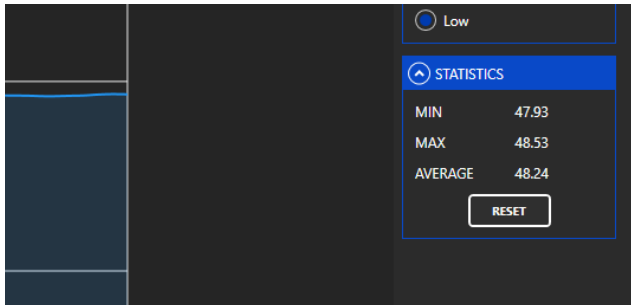 Low
STATISTICS
MIN 47.93
MAX 48.53
AVERAGE 48.24
RESET